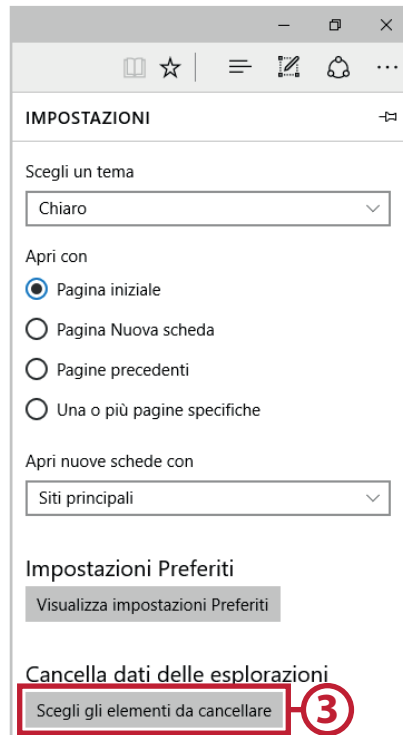 IMPOSTAZIONI
Scegli un tema
Chiaro
Apri con
Pagina iniziale
Pagina Nuova scheda
Pagine precedenti
Una o più pagine specifiche
Apri nuove schede con
Siti principali
Impostazioni Preferiti
Visualizza impostazioni Preferiti
Cancella dati delle esplorazioni
Scegli gli elementi da cancellare
3